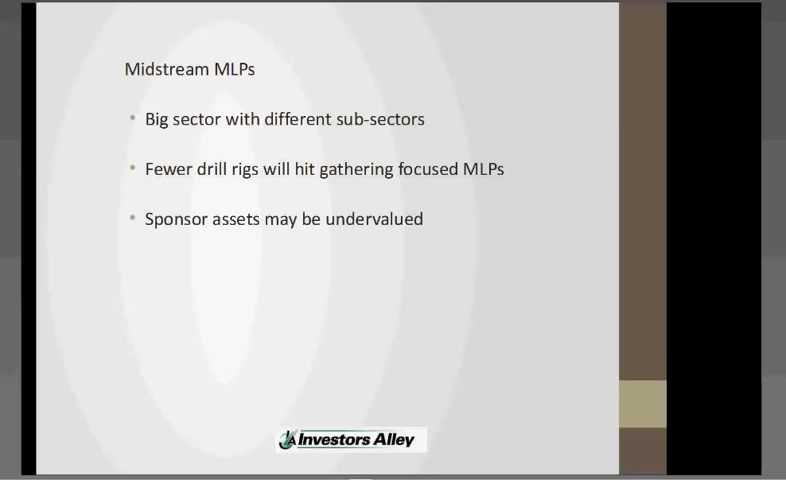 Midstream MLPs
• Big sector with different sub-sectors
• Fewer drill rigs will hit gathering focused MLPs
• Sponsor assets may be undervalued
Investors Alley